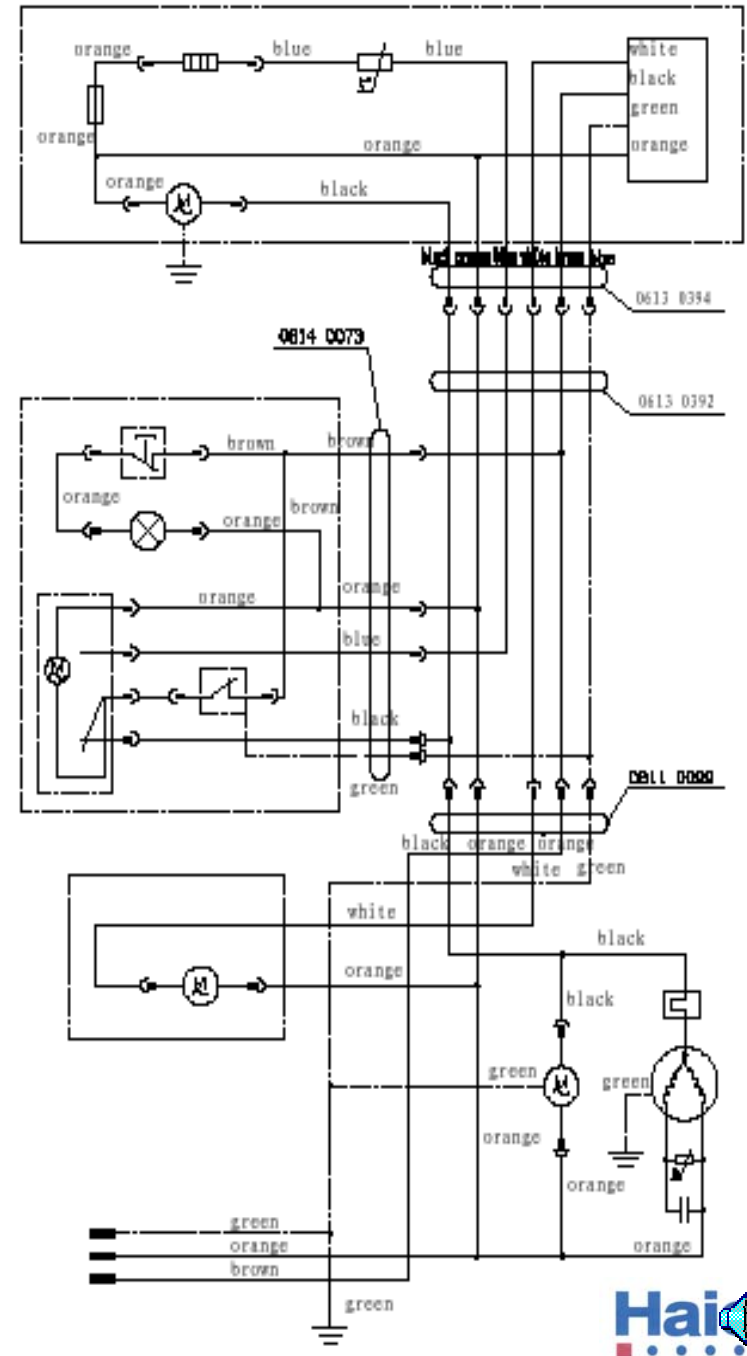 orange blue blue white
black
green
orange orange orange
orange black
0613 0394
0614 0073
0613 0392
brown brown
orange brown
orange
orange orange
blue
black
green
0811 0099
black orange orange
white green
white
black
orange
black
green green
orange
orange
green
orange orange
brown
green